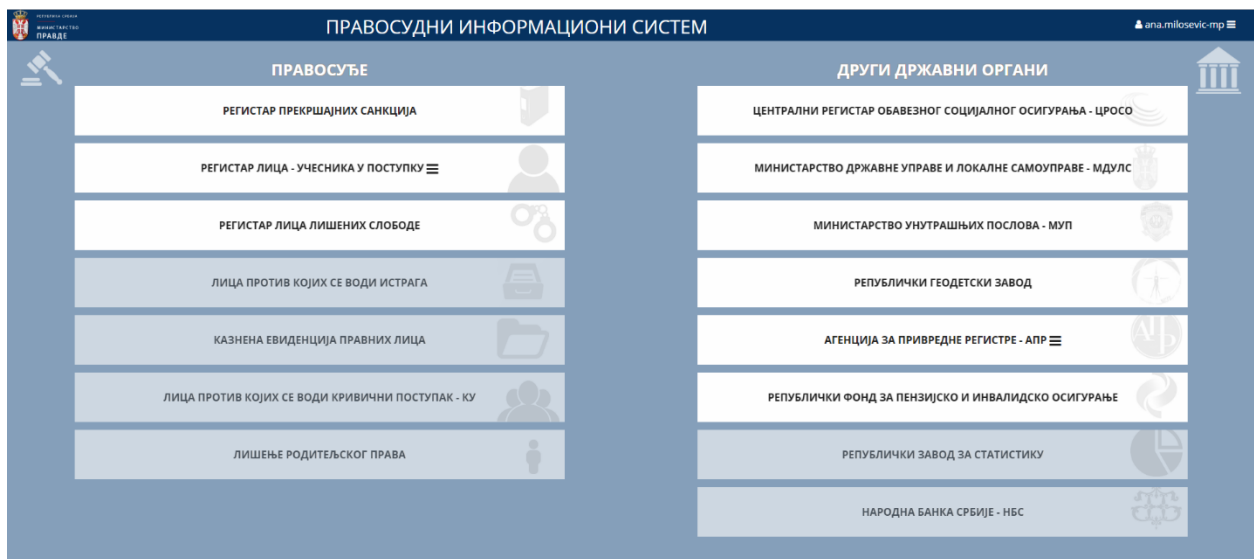 РЕПУБЛИКА СРБИЈА
МИНИСТАРСТВО
ПРАВДЕ
ПРАВОСУДНИ ИНФОРМАЦИОНИ СИСТЕМ
ana.milosevic-mp
ПРАВОСУЂЕ
РЕГИСТАР ПРЕКРШАЈНИХ САНКЦИЈА
РЕГИСТАР ЛИЦА - УЧЕСНИКА У ПОСТУПКУ
РЕГИСТАР ЛИЦА ЛИШЕНИХ СЛОБОДЕ
ЛИЦА ПРОТИВ КОЈИХ СЕ ВОДИ ИСТРАГА
КАЗНЕНА ЕВИДЕНЦИЈА ПРАВНИХ ЛИЦА
ЛИЦА ПРОТИВ КОЈИХ СЕ ВОДИ КРИВИЧНИ ПОСТУПАК - КУ
ЛИШЕЊЕ РОДИТЕЉСКОГ ПРАВА
ДРУГИ ДРЖАВНИ ОРГАНИ
ЦЕНТРАЛНИ РЕГИСТАР ОБАВЕЗНОГ СОЦИЈАЛНОГ ОСИГУРАЊА - ЦРОСО
МИНИСТАРСТВО ДРЖАВНЕ УПРАВЕ И ЛОКАЛНЕ САМОУПРАВЕ - МДУЛС
МИНИСТАРСТВО УНУТРАШЊИХ ПОСЛОВА - МУП
РЕПУБЛИЧКИ ГЕОДЕТСКИ ЗАВОД
АГЕНЦИЈА ЗА ПРИВРЕДНЕ РЕГИСТРЕ - АПР
РЕПУБЛИЧКИ ФОНД ЗА ПЕНЗИЈСКО И ИНВАЛИДСКО ОСИГУРАЊЕ
РЕПУБЛИЧКИ ЗАВОД ЗА СТАТИСТИКУ
НАРОДНА БАНКА СРБИЈЕ - НБС